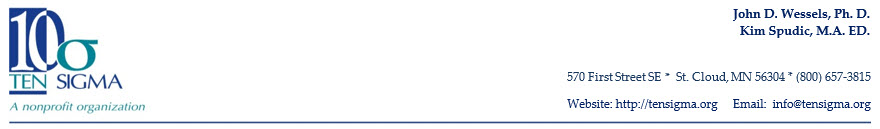 John D. Wessels, Ph. D.
Kim Spudic, M.A. ED.
10σ
TEN SIGMA
A nonprofit organization
570 First Street SE * St. Cloud, MN 56304 * (800) 657-3815
Website: http://tensigma.org Email: info@tensigma.org